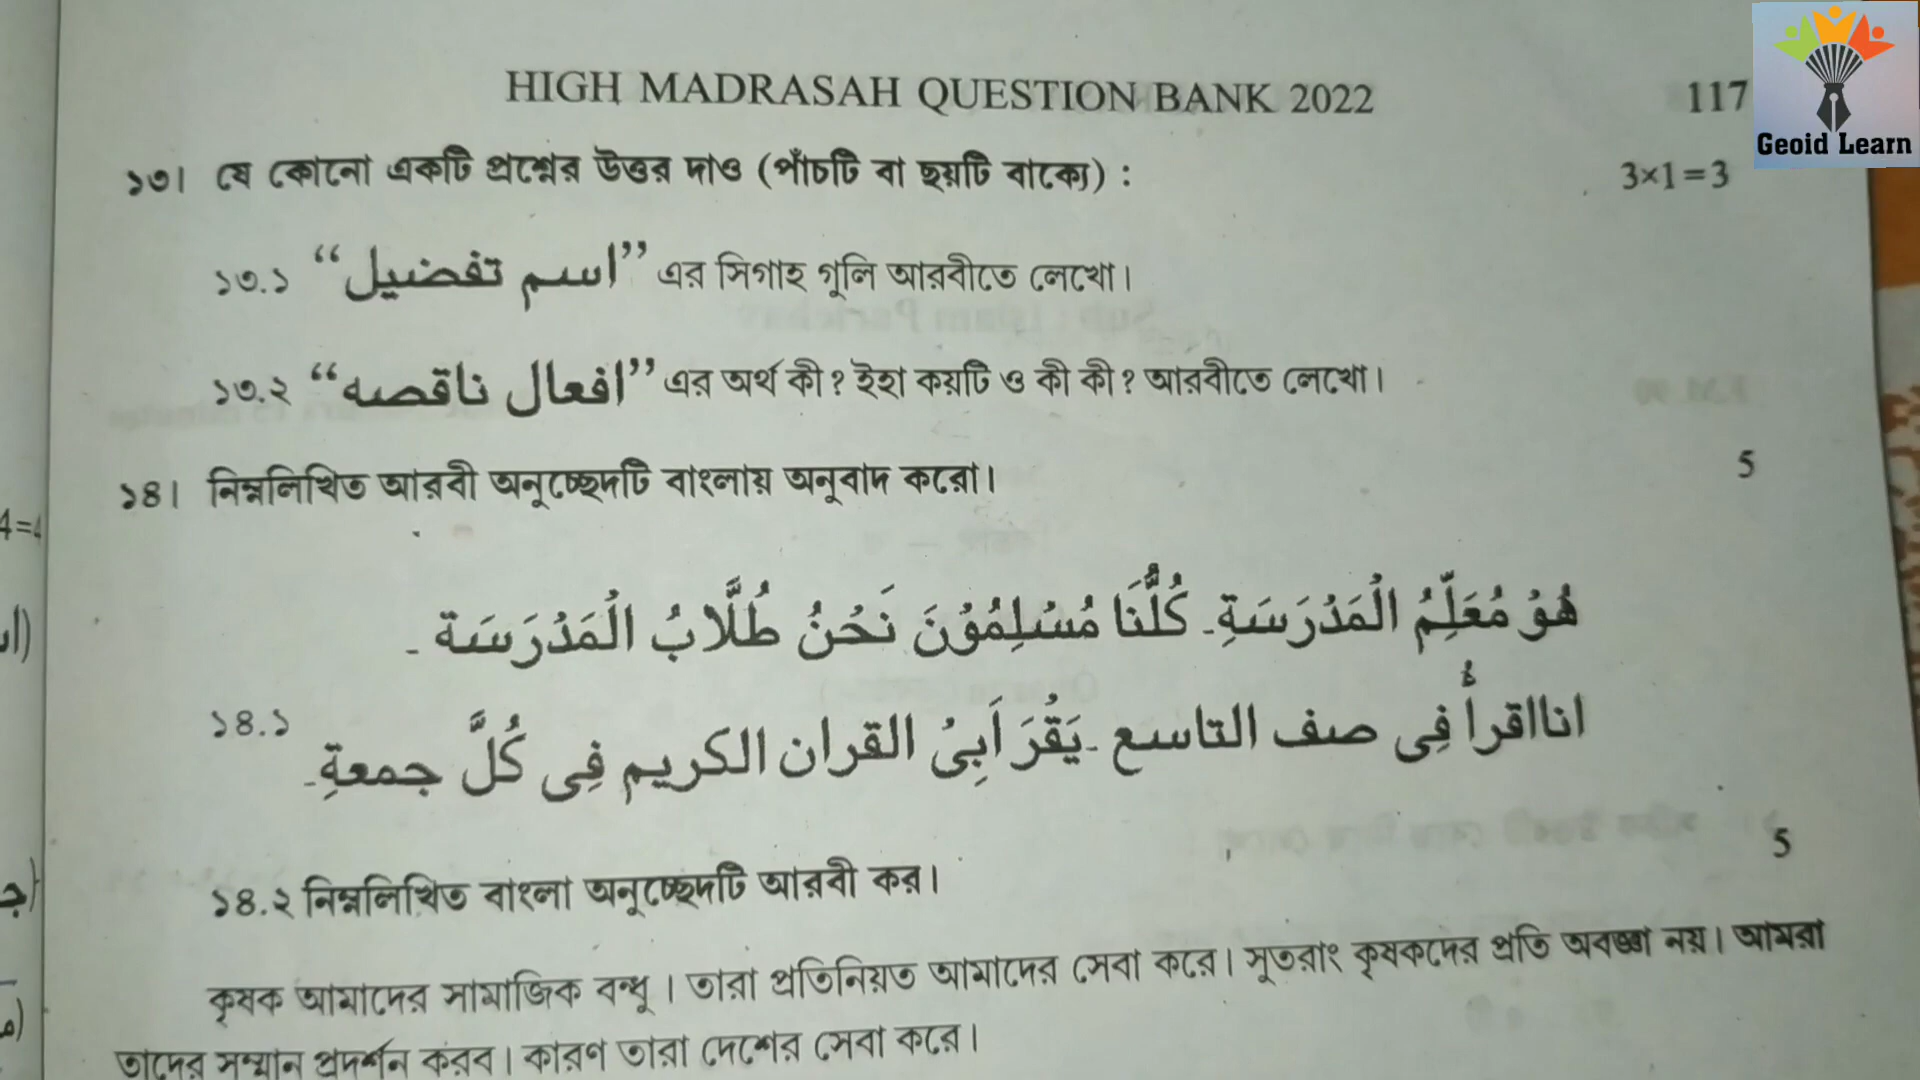 HIGH MADRASAH QUESTION BANK 2022 117
Geoid Learn
১৩। যে কোনো একটি প্রশ্নের উত্তর দাও (পাঁচটি বা ছয়টি বাক্যে) : 3×1=3
১৩.১ “اسم تفضيل” এর সিগাহ গুলি আরবীতে লেখো।
১৩.২ “افعال ناقصه” এর অর্থ কী? ইহা কয়টি ও কী কী? আরবীতে লেখো।
১৪। নিম্নলিখিত আরবী অনুচ্ছেদটি বাংলায় অনুবাদ করো। 5
هُوْ مُعَلِّمُ الْمَدْرَسَةِ۔ كُلُّنَا مُسْلِمُوْنَ نَحْنُ طُلَّابُ الْمَدْرَسَة ۔
১৪.১ انااقرأُ فِى صف التاسع ۔يَقْرَ أَبِىْ القران الكريم فِى كُلَّ جمعةِ۔
5
১৪.২ নিম্নলিখিত বাংলা অনুচ্ছেদটি আরবী কর।
কৃষক আমাদের সামাজিক বন্ধু। তারা প্রতিনিয়ত আমাদের সেবা করে। সুতরাং কৃষকদের প্রতি অবজ্ঞা নয়। আমরা
তাদের সম্মান প্রদর্শন করব। কারণ তারা দেশের সেবা করে।
4=4